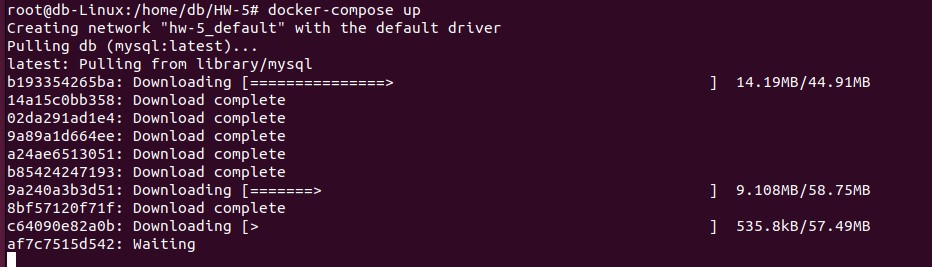 root@db-Linux:/home/db/HW-5# docker-compose up
Creating network "hw-5_default" with the default driver
Pulling db (mysql:latest)...
latest: Pulling from library/mysql
b193354265ba: Downloading [===============>                                   ]  14.19MB/44.91MB
14a15c0bb358: Download complete
02da291ad1e4: Download complete
9a89a1d664ee: Download complete
a24ae6513051: Download complete
b85424247193: Download complete
9a240a3b3d51: Downloading [=======>                                           ]  9.108MB/58.75MB
8bf57120f71f: Download complete
c64090e82a0b: Downloading [>                                                  ]  535.8kB/57.49MB
af7c7515d542: Waiting